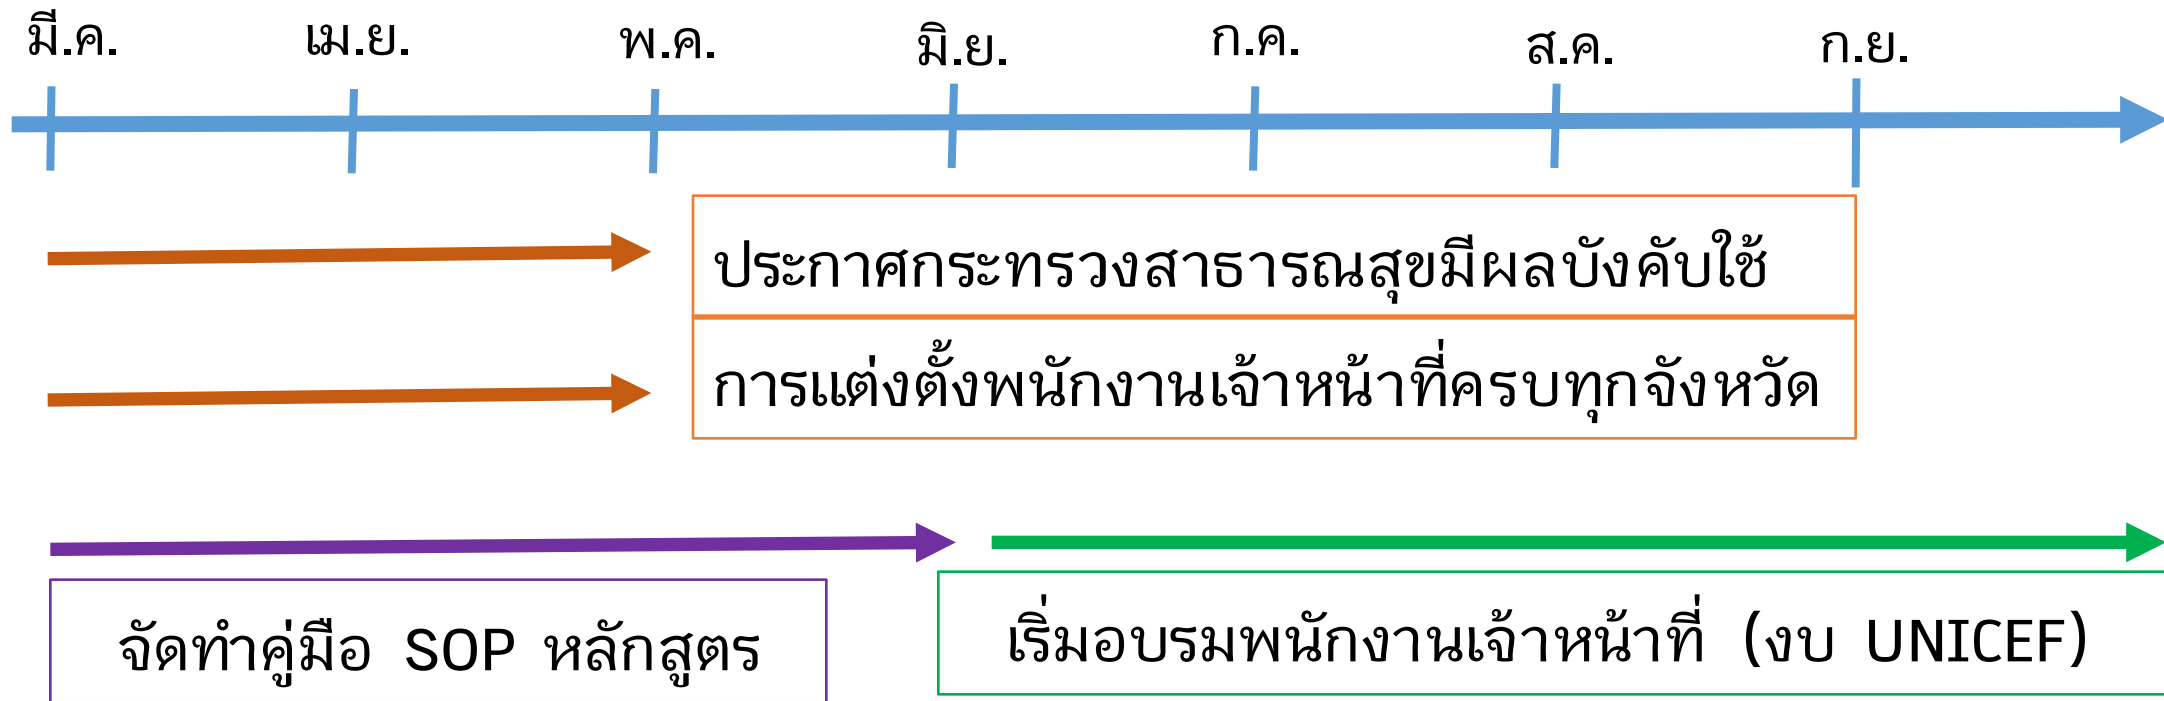 มี.ค. เม.ย. พ.ค. มิ.ย. ก.ค. ส.ค. ก.ย.
ประกาศกระทรวงสาธารณสุขมีผลบังคับใช้
การแต่งตั้งพนักงานเจ้าหน้าที่ครบทุกจังหวัด
จัดทำคู่มือ SOP หลักสูตร
เริ่มอบรมพนักงานเจ้าหน้าที่ (งบ UNICEF)